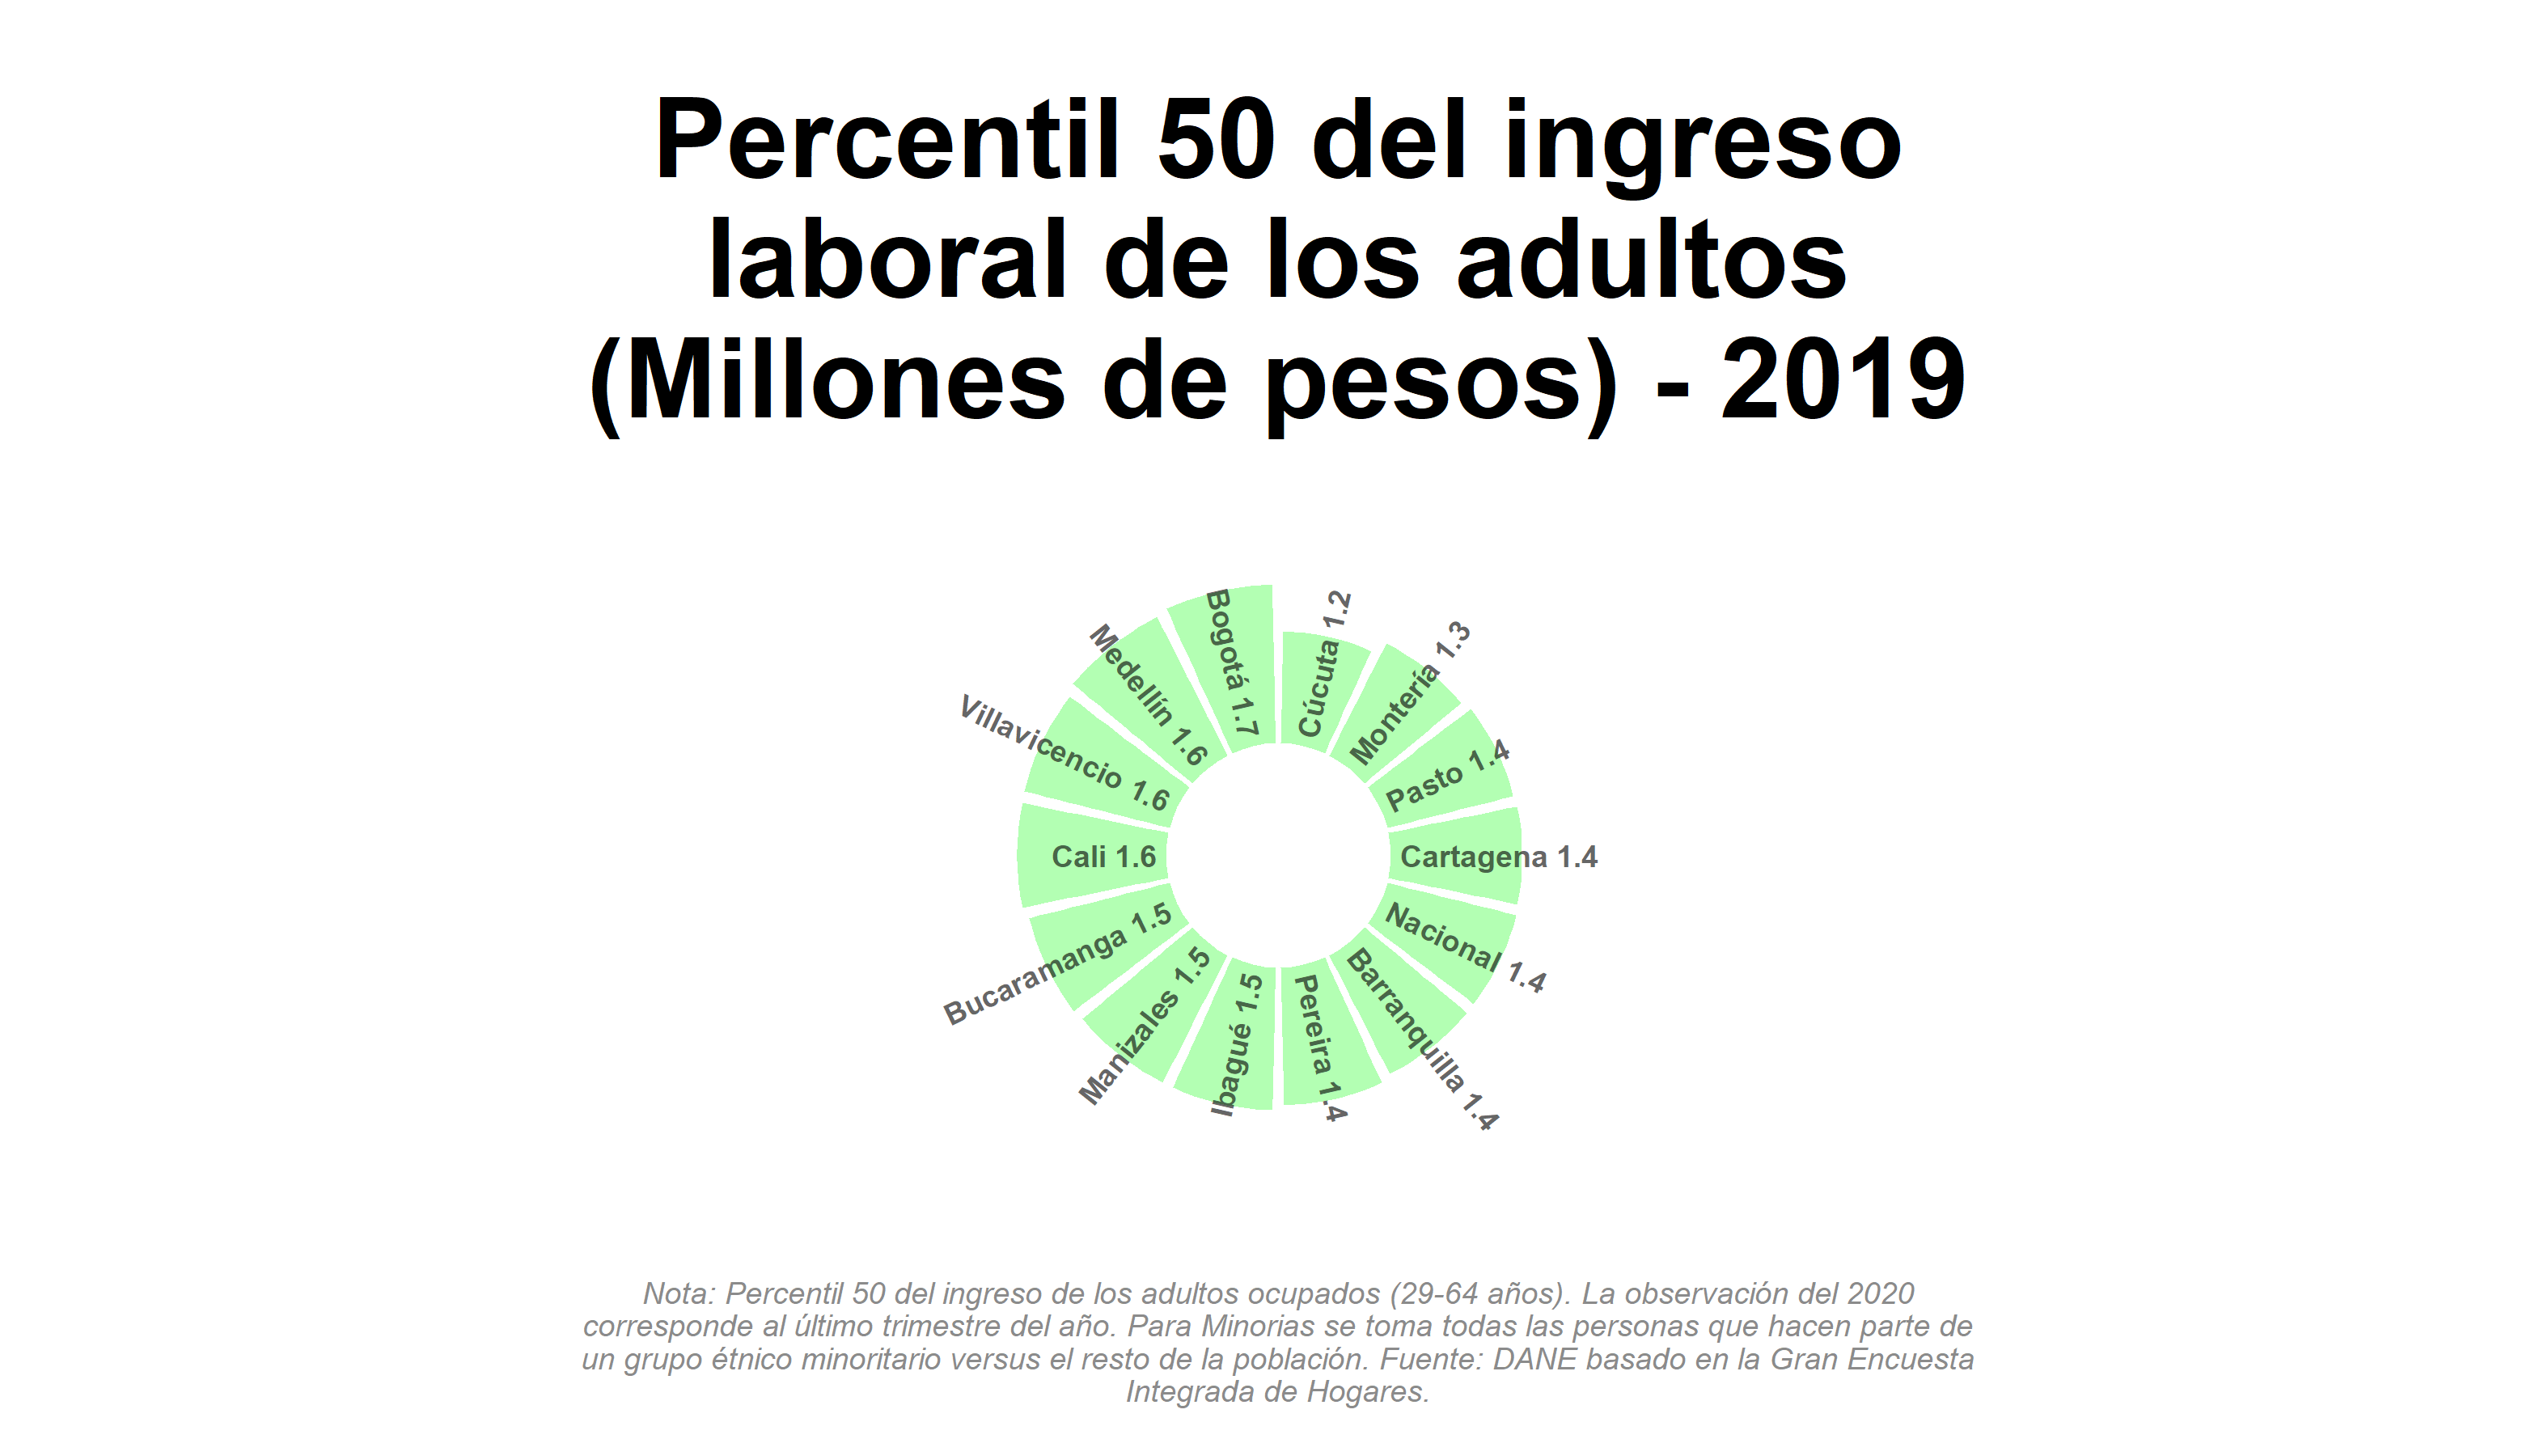 Percentil 50 del ingreso
laboral de los adultos
(Millones de pesos) - 2019
Cúcuta 1.2
Montería 1.3
Pasto 1.4
Cartagena 1.4
Nacional 1.4
Barranquilla 1.4
Pereira 1.4
Ibagué 1.5
Manizales 1.5
Bucaramanga 1.5
Cali 1.6
Villavicencio 1.6
Medellín 1.6
Bogotá 1.7
Nota: Percentil 50 del ingreso de los adultos ocupados (29-64 años). La observación del 2020
corresponde al último trimestre del año. Para Minorias se toma todas las personas que hacen parte de
un grupo étnico minoritario versus el resto de la población. Fuente: DANE basado en la Gran Encuesta
Integrada de Hogares.